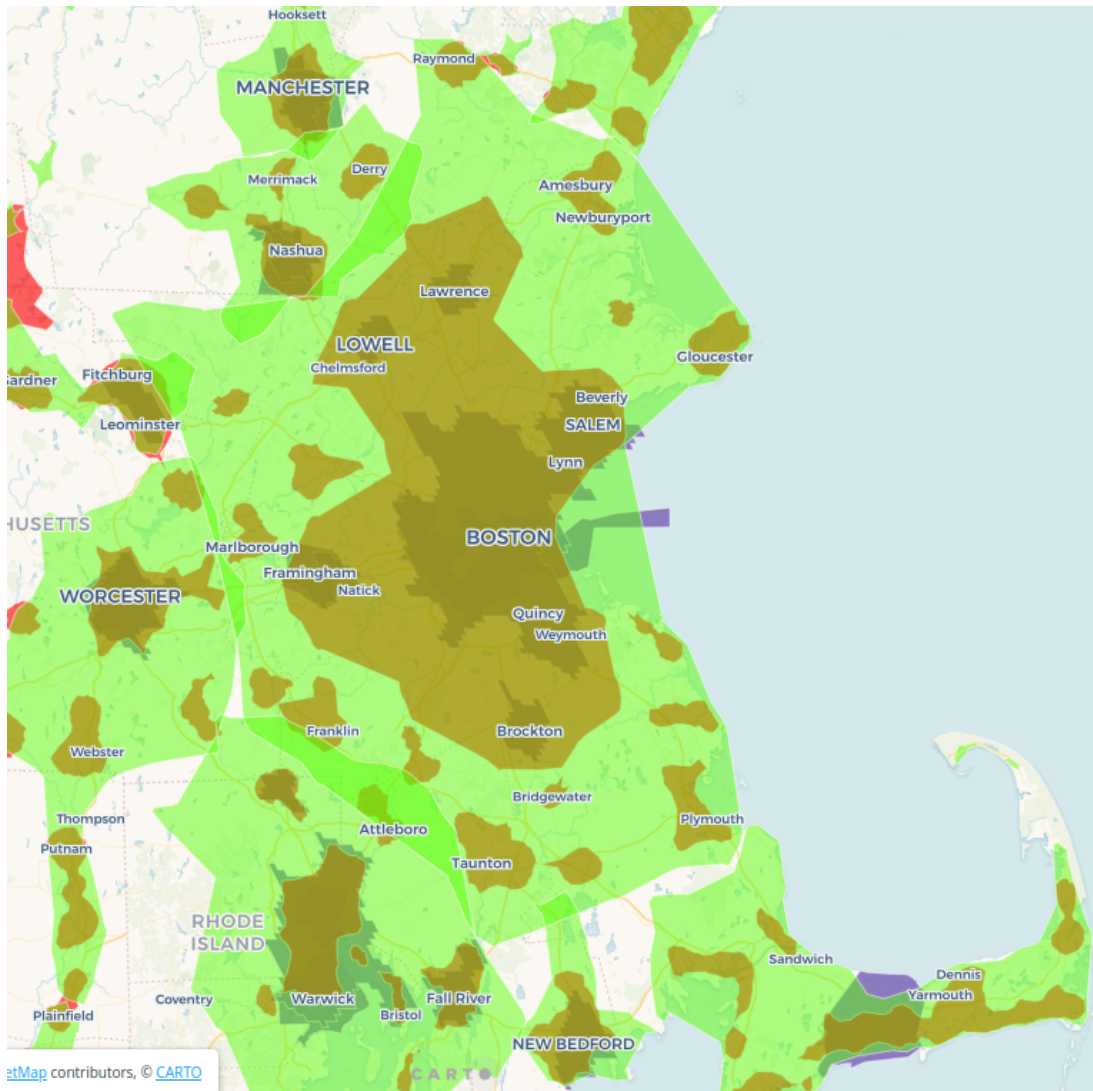 Hooksett
Raymond
MANCHESTER
Derry
Merrimack
Amesbury
Newburyport
Nashua
Lawrence
LOWELL
Gloucester
Chelmsford
Fitchburg
Beverly
Leominster
SALEM
Lynn
HUSETTS
BOSTON
Marlborough
Framingham
Natick
WORCESTER
Quincy
Weymouth
Franklin
Brockton
Webster
Bridgewater
Thompson
Plymouth
Attleboro
Putnam
Taunton
RHODE
ISLAND
Sandwich
Dennis
Yarmouth
Coventry
Warwick
Fall River
Bristol
Plainfield
NEW BEDFORD
etMap contributors, © CARTO
CARTO